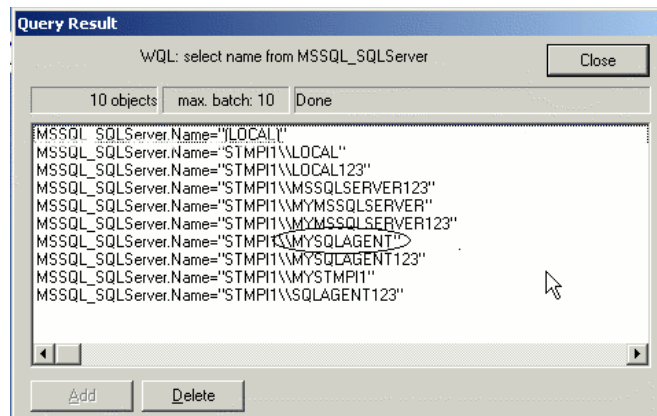 Query Result
WQL: select name from MSSQL_SQLServer
Close
10 objects max. batch: 10 Done
MSSQL_SQLServer.Name="(LOCAL)"
MSSQL_SQLServer.Name="STMPI1\\LOCAL"
MSSQL_SQLServer.Name="STMPI1\\LOCAL123"
MSSQL_SQLServer.Name="STMPI1\\MSSQLSERVER123"
MSSQL_SQLServer.Name="STMPI1\\MYMSSQLSERVER"
MSSQL_SQLServer.Name="STMPI1\\MYMSSQLSERVER123"
MSSQL_SQLServer.Name="STMPI1\\MYSQLAGENT"
MSSQL_SQLServer.Name="STMPI1\\MYSQLAGENT123"
MSSQL_SQLServer.Name="STMPI1\\MYSTMPI1"
MSSQL_SQLServer.Name="STMPI1\\SQLAGENT123"
Add Delete